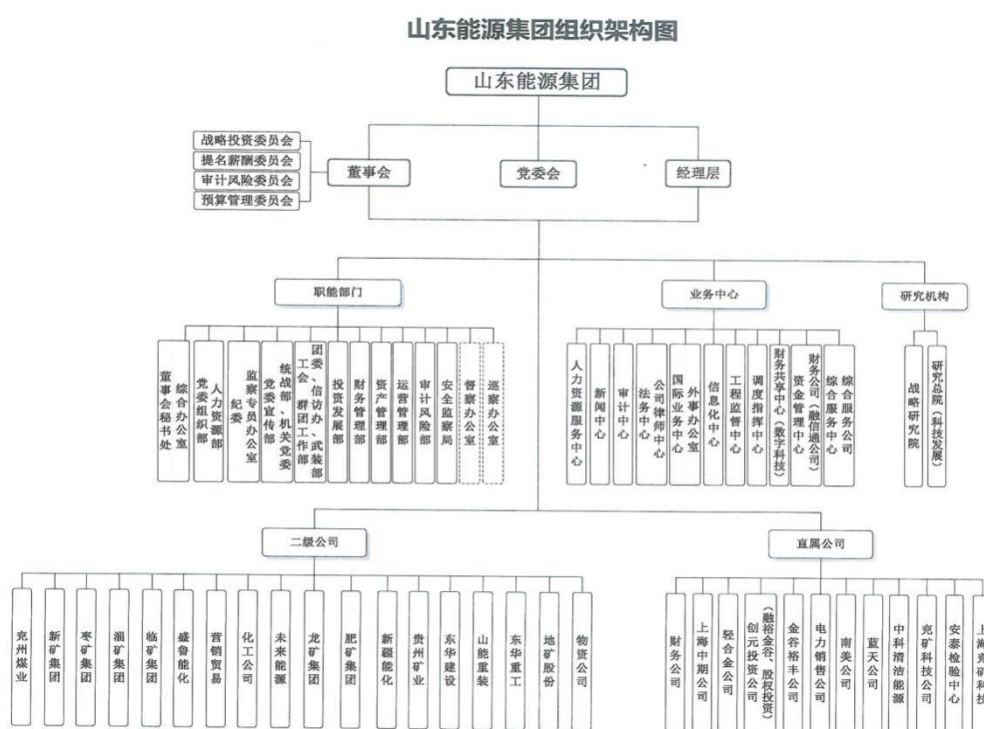 山东能源集团组织架构图
山东能源集团
战略投资委员会
提名薪酬委员会
审计风险委员会
预算管理委员会
董事会
党委会
经理层
职能部门
业务中心
研究机构
综合办公室
董事会秘书处
人力资源部
党委组织部
监察专员办公室
纪委
统战部、机关党委
党委宣传部
团委、信访办、武装部
工会、群团工作部
投资发展部
财务管理部
资产管理部
运营管理部
审计风险部
安全监察局
督察办公室
巡察办公室
人力资源服务中心
新闻中心
审计中心
公司律师中心
法务中心
外事办公室
国际业务中心
信息化中心
工程监督中心
调度指挥中心
财务共享中心（数字科技）
财务公司（融信通公司）
资金管理中心
综合服务公司
综合服务中心
战略研究院
研究总院（科技发展）
二级公司
直属公司
兖州煤业
新矿集团
枣矿集团
淄矿集团
临矿集团
盛鲁能化
营销贸易
化工公司
未来能源
龙矿集团
肥矿集团
新疆能化
贵州矿业
东华建设
山能重装
东华重工
地矿股份
物资公司
财务公司
上海中期公司
轻合金公司
（融裕金谷、股权投资）
创元投资公司
金谷裕丰公司
电力销售公司
南美公司
蓝天公司
中科清洁能源
兖矿科技公司
安泰检验中心
上海兖矿科技